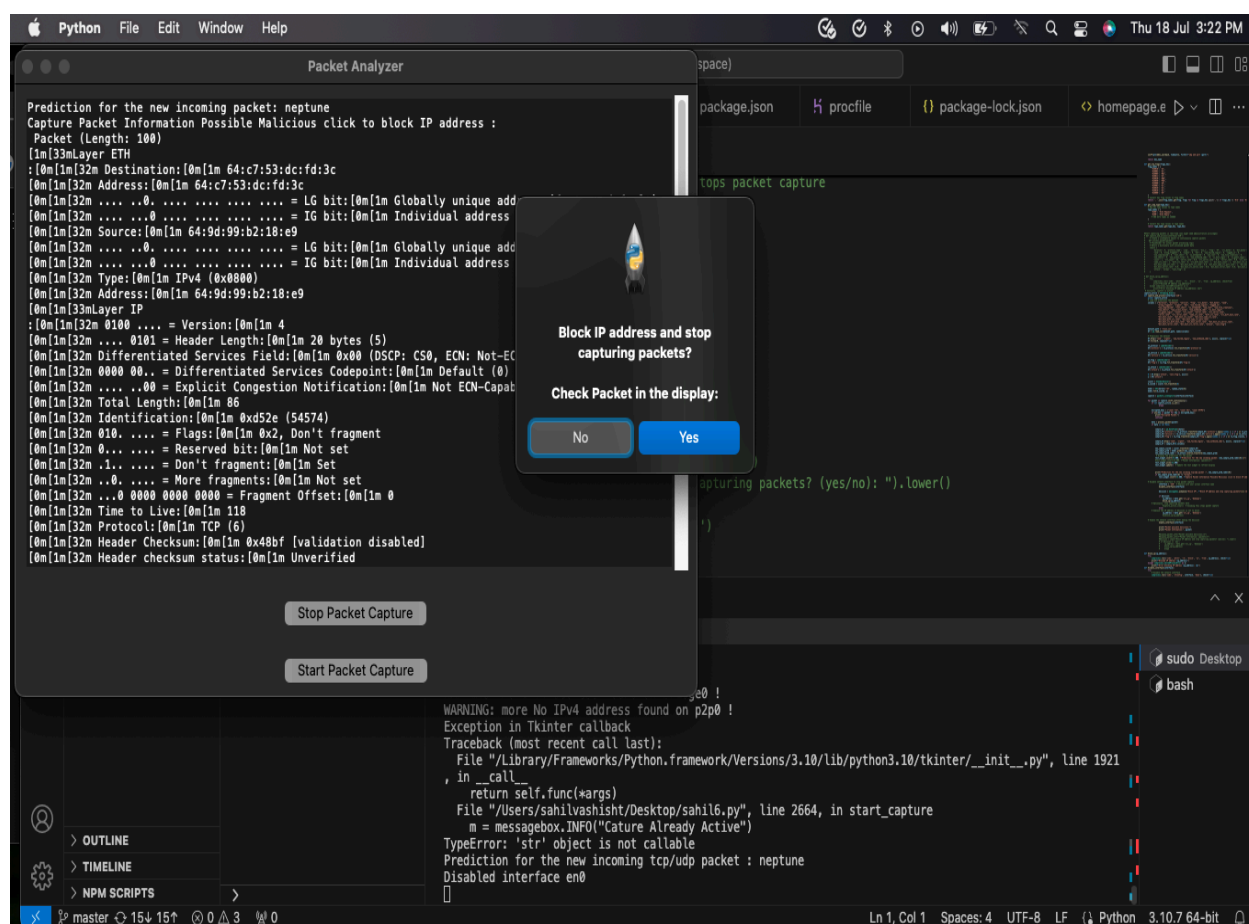 Python File Edit Window Help
Thu 18 Jul 3:22 PM
Packet Analyzer
space)
Prediction for the new incoming packet: neptune
Capture Packet Information Possible Malicious click to block IP address :
Packet (Length: 100)
[1m[33mLayer ETH
:[0m[1m[32m Destination:[0m[1m 64:c7:53:dc:fd:3c
[0m[1m[32m Address:[0m[1m 64:c7:53:dc:fd:3c
[0m[1m[32m .... ..0. .... .... .... .... = LG bit:[0m[1m Globally unique add
[0m[1m[32m .... ...0 .... .... .... .... = IG bit:[0m[1m Individual address
[0m[1m[32m Source:[0m[1m 64:9d:99:b2:18:e9
[0m[1m[32m .... ..0. .... .... .... .... = LG bit:[0m[1m Globally unique add
[0m[1m[32m .... ...0 .... .... .... .... = IG bit:[0m[1m Individual address
[0m[1m[32m Type:[0m[1m IPv4 (0x0800)
[0m[1m[32m Address:[0m[1m 64:9d:99:b2:18:e9
[0m[1m[33mLayer IP
:[0m[1m[32m 0100 .... = Version:[0m[1m 4
[0m[1m[32m .... 0101 = Header Length:[0m[1m 20 bytes (5)
[0m[1m[32m Differentiated Services Field:[0m[1m 0x00 (DSCP: CS0, ECN: Not-EC
[0m[1m[32m 0000 00.. = Differentiated Services Codepoint:[0m[1m Default (0)
[0m[1m[32m .... ..00 = Explicit Congestion Notification:[0m[1m Not ECN-Capab
[0m[1m[32m Total Length:[0m[1m 86
[0m[1m[32m Identification:[0m[1m 0xd52e (54574)
[0m[1m[32m 010. .... = Flags:[0m[1m 0x2, Don't fragment
[0m[1m[32m 0... .... = Reserved bit:[0m[1m Not set
[0m[1m[32m .1.. .... = Don't fragment:[0m[1m Set
[0m[1m[32m ..0. .... = More fragments:[0m[1m Not set
[0m[1m[32m ...0 0000 0000 0000 = Fragment Offset:[0m[1m 0
[0m[1m[32m Time to Live:[0m[1m 118
[0m[1m[32m Protocol:[0m[1m TCP (6)
[0m[1m[32m Header Checksum:[0m[1m 0x48bf [validation disabled]
[0m[1m[32m Header checksum status:[0m[1m Unverified
Stop Packet Capture
Start Packet Capture
Block IP address and stop
capturing packets?
Check Packet in the display:
No Yes
package.json procfile {} package-lock.json <> homepage.e
tops packet capture
)
apturing packets? (yes/no): ").lower()
')
sudo Desktop
bash
ge0 !
WARNING: more No IPv4 address found on p2p0 !
Exception in Tkinter callback
Traceback (most recent call last):
File "/Library/Frameworks/Python.framework/Versions/3.10/lib/python3.10/tkinter/__init__.py", line 1921
, in __call__
return self.func(*args)
File "/Users/sahilvashisht/Desktop/sahil6.py", line 2664, in start_capture
m = messagebox.INFO("Cature Already Active")
TypeError: 'str' object is not callable
Prediction for the new incoming tcp/udp packet : neptune
Disabled interface en0
> OUTLINE
> TIMELINE
> NPM SCRIPTS
>
master 15↓ 15↑ 0 3 0 Ln 1, Col 1 Spaces: 4 UTF-8 LF Python 3.10.7 64-bit